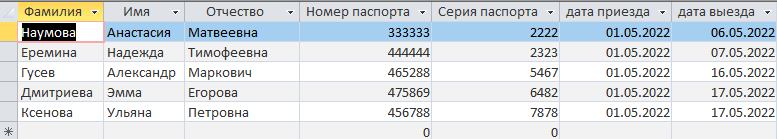 Фамилия Имя Отчество Номер паспорта Серия паспорта дата приезда дата выезда
Наумова Анастасия Матвеевна 333333 2222 01.05.2022 06.05.2022
Еремина Надежда Тимофеевна 444444 2323 01.05.2022 07.05.2022
Гусев Александр Маркович 465288 5467 01.05.2022 16.05.2022
Дмитриева Эмма Егорова 475869 6482 01.05.2022 17.05.2022
Ксенова Ульяна Петровна 456788 7878 01.05.2022 17.05.2022
0 0